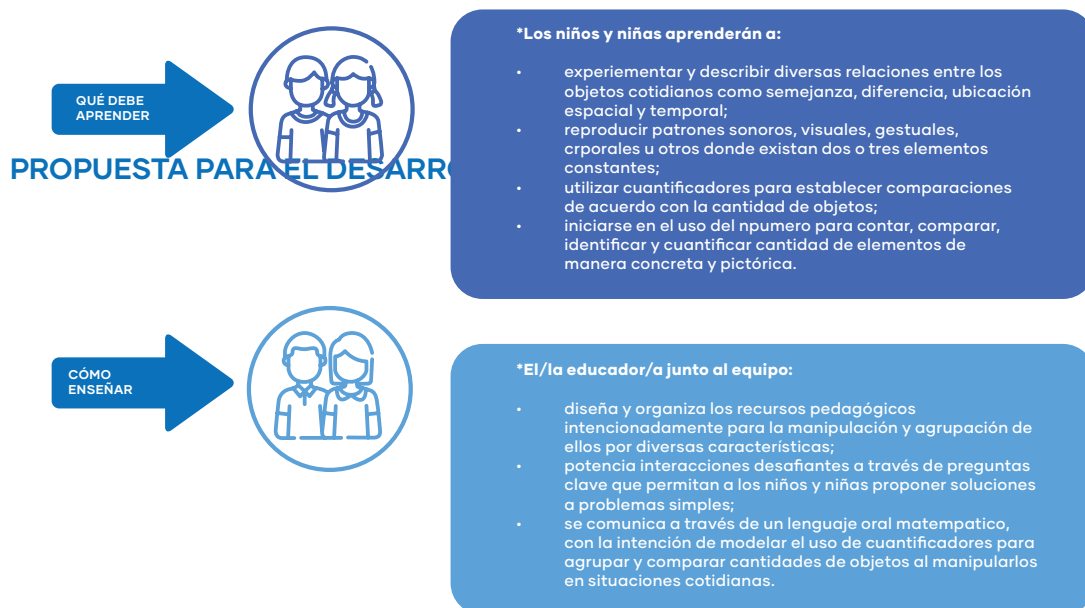 QUÉ DEBE
APRENDER
PROPUESTA PARA EL DESARR
*Los niños y niñas aprenderán a:
• experiementar y describir diversas relaciones entre los
objetos cotidianos como semejanza, diferencia, ubicación
espacial y temporal;
• reproducir patrones sonoros, visuales, gestuales,
crporales u otros donde existan dos o tres elementos
constantes;
• utilizar cuantificadores para establecer comparaciones
de acuerdo con la cantidad de objetos;
• iniciarse en el uso del npumero para contar, comparar,
identificar y cuantificar cantidad de elementos de
manera concreta y pictórica.
CÓMO
ENSEÑAR
*El/la educador/a junto al equipo:
• diseña y organiza los recursos pedagógicos
intencionadamente para la manipulación y agrupación de
ellos por diversas características;
• potencia interacciones desafiantes a través de preguntas
clave que permitan a los niños y niñas proponer soluciones
a problemas simples;
• se comunica a través de un lenguaje oral matempatico,
con la intención de modelar el uso de cuantificadores para
agrupar y comparar cantidades de objetos al manipularlos
en situaciones cotidianas.